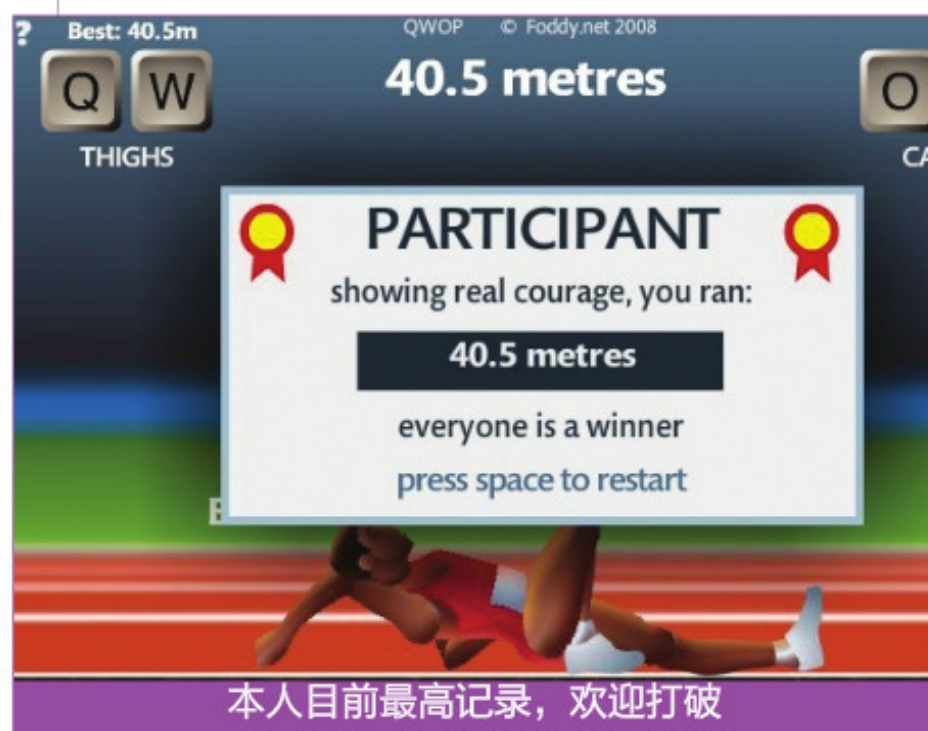 ? Best: 40.5m QWOP © Foddy.net 2008
40.5 metres
Q W O
THIGHS
PARTICIPANT
showing real courage, you ran:
40.5 metres
everyone is a winner
press space to restart
本人目前最高记录，欢迎打破